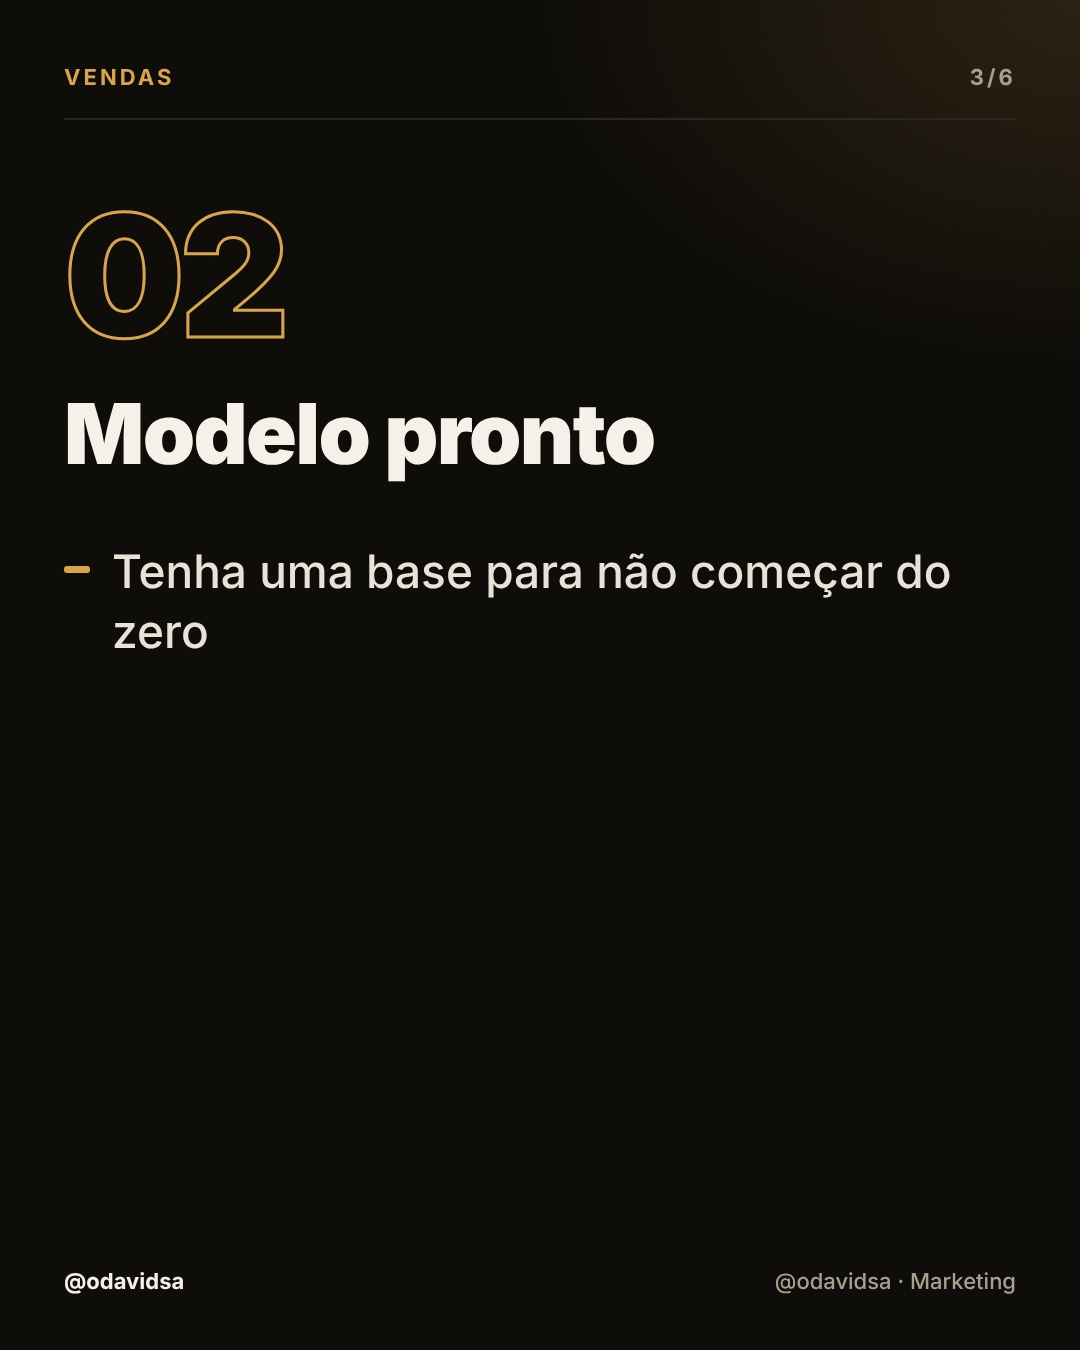 VENDAS
3/6
02
Modelo pronto
Tenha uma base para não começar do
zero
@odavidsa
@odavidsa · Marketing